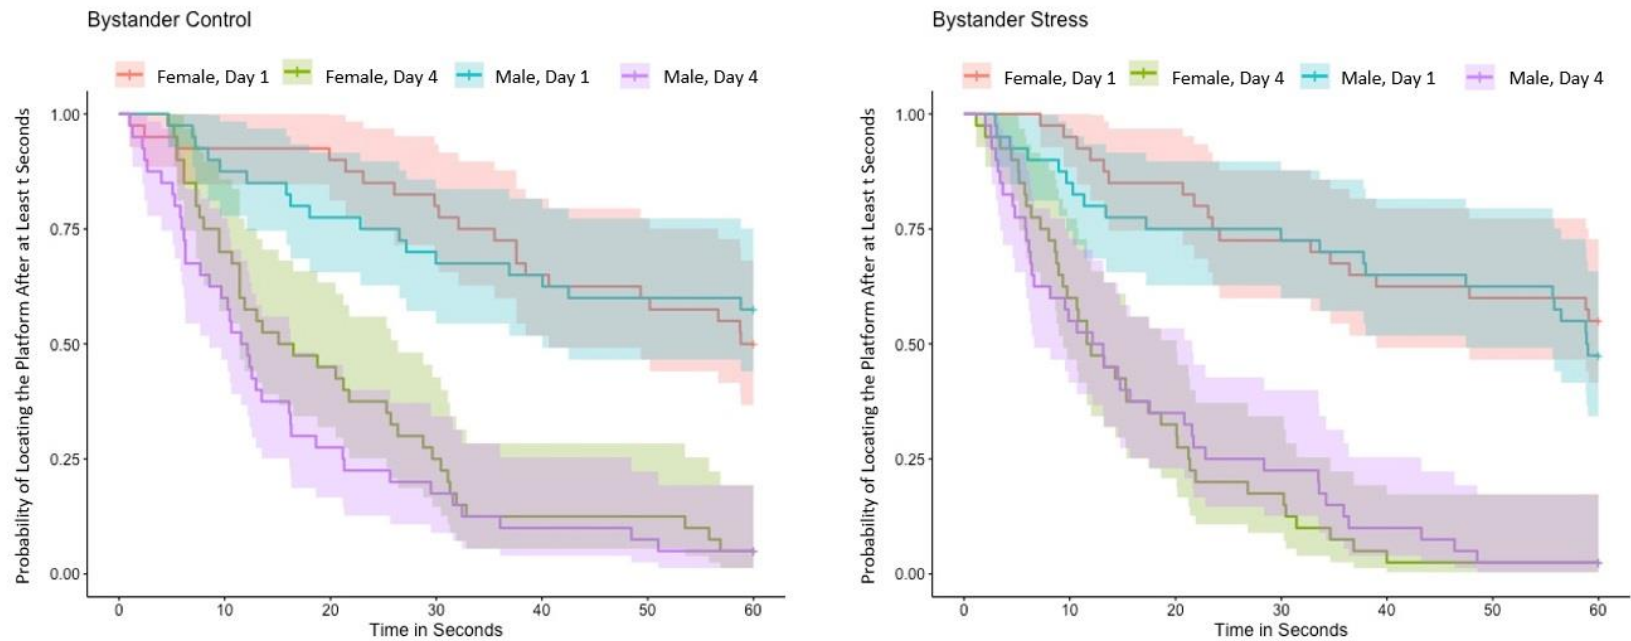 Bystander Control
Female, Day 1 Female, Day 4 Male, Day 1 Male, Day 4
Probability of Locating the Platform After at Least t Seconds
1.00
0.75
0.50
0.25
0.00
0 10 20 30 40 50 60
Time in Seconds
Bystander Stress
Female, Day 1 Female, Day 4 Male, Day 1 Male, Day 4
Probability of Locating the Platform After at Least t Seconds
1.00
0.75
0.50
0.25
0.00
0 10 20 30 40 50 60
Time in Seconds